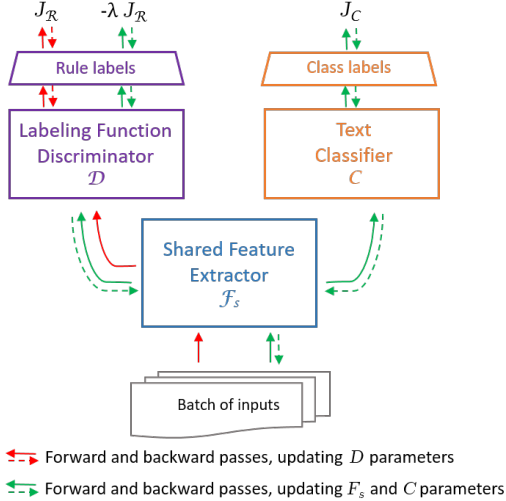 J_R -λ J_R J_C
Rule labels
Class labels
Labeling Function
Discriminator
D
Text
Classifier
C
Shared Feature
Extractor
F_s
Batch of inputs
Forward and backward passes, updating D parameters
Forward and backward passes, updating F_s and C parameters